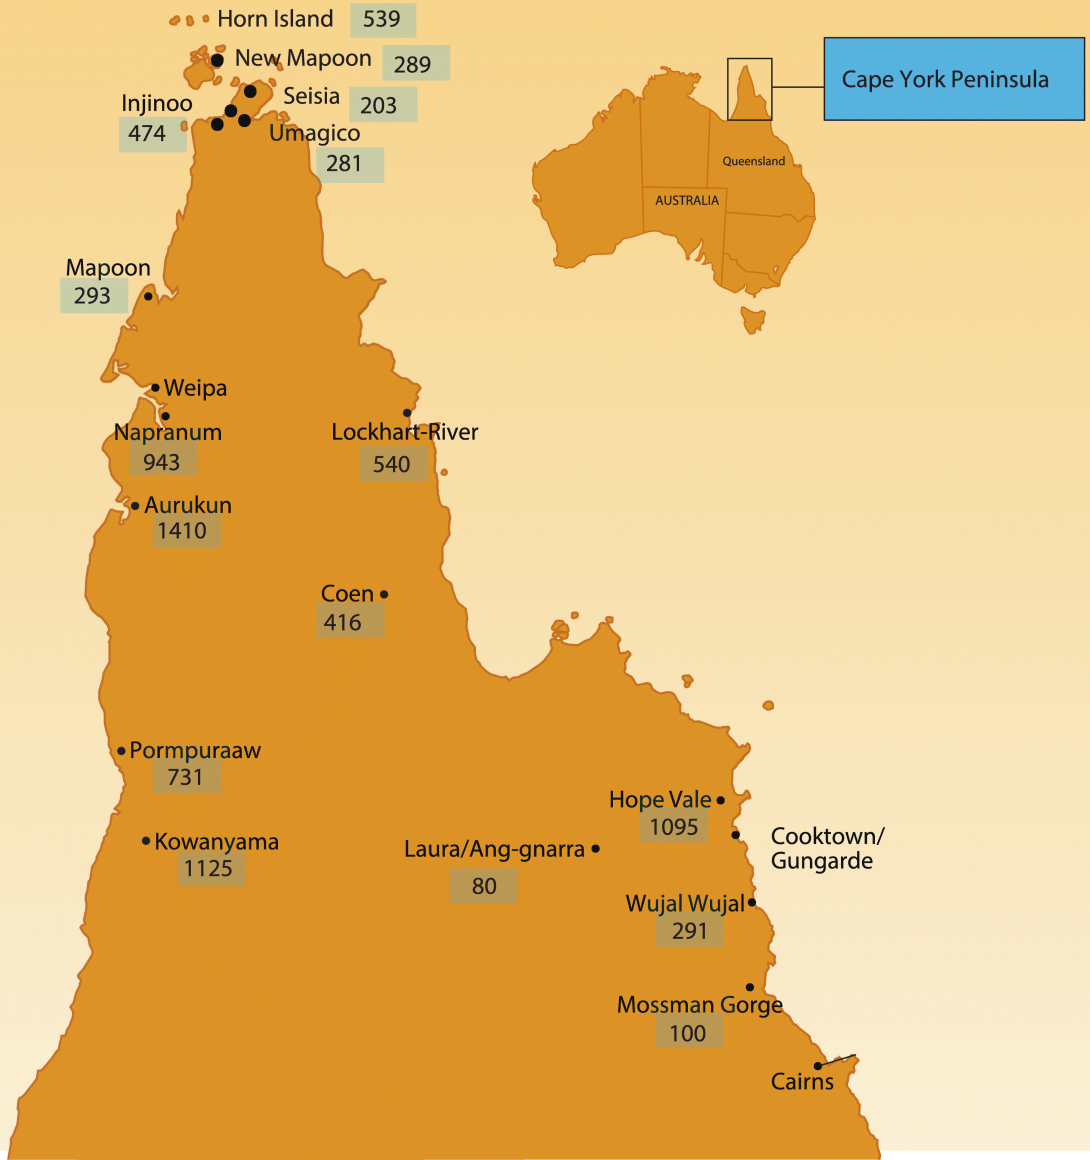 Horn Island
539
New Mapoon
289
Seisia
203
Injinoo
474
Umagico
281
Cape York Peninsula
Queensland
AUSTRALIA
Mapoon
293
Weipa
Napranum
943
Lockhart-River
540
Aurukun
1410
Coen
416
Pormpuraaw
731
Kowanyama
1125
Hope Vale
1095
Laura/Ang-gnarra
80
Cooktown/
Gungarde
Wujal Wujal
291
Mossman Gorge
100
Cairns